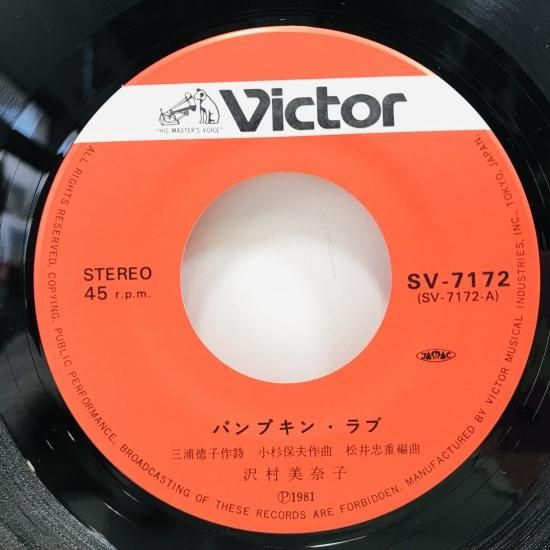 "HIS MASTER'S VOICE"
Victor
STEREO
45 r.p.m.
SV-7172
(SV-7172-A)
JASRAC
パンプキン・ラブ
三浦徳子作詩 小杉保夫作曲 松井忠重編曲
沢村美奈子
Ⓟ1981
ALL RIGHTS RESERVED, COPYING, PUBLIC PERFORMANCE, BROADCASTING OF THESE RECORDS ARE FORBIDDEN. MANUFACTURED BY VICTOR MUSICAL INDUSTRIES, INC., TOKYO, JAPAN